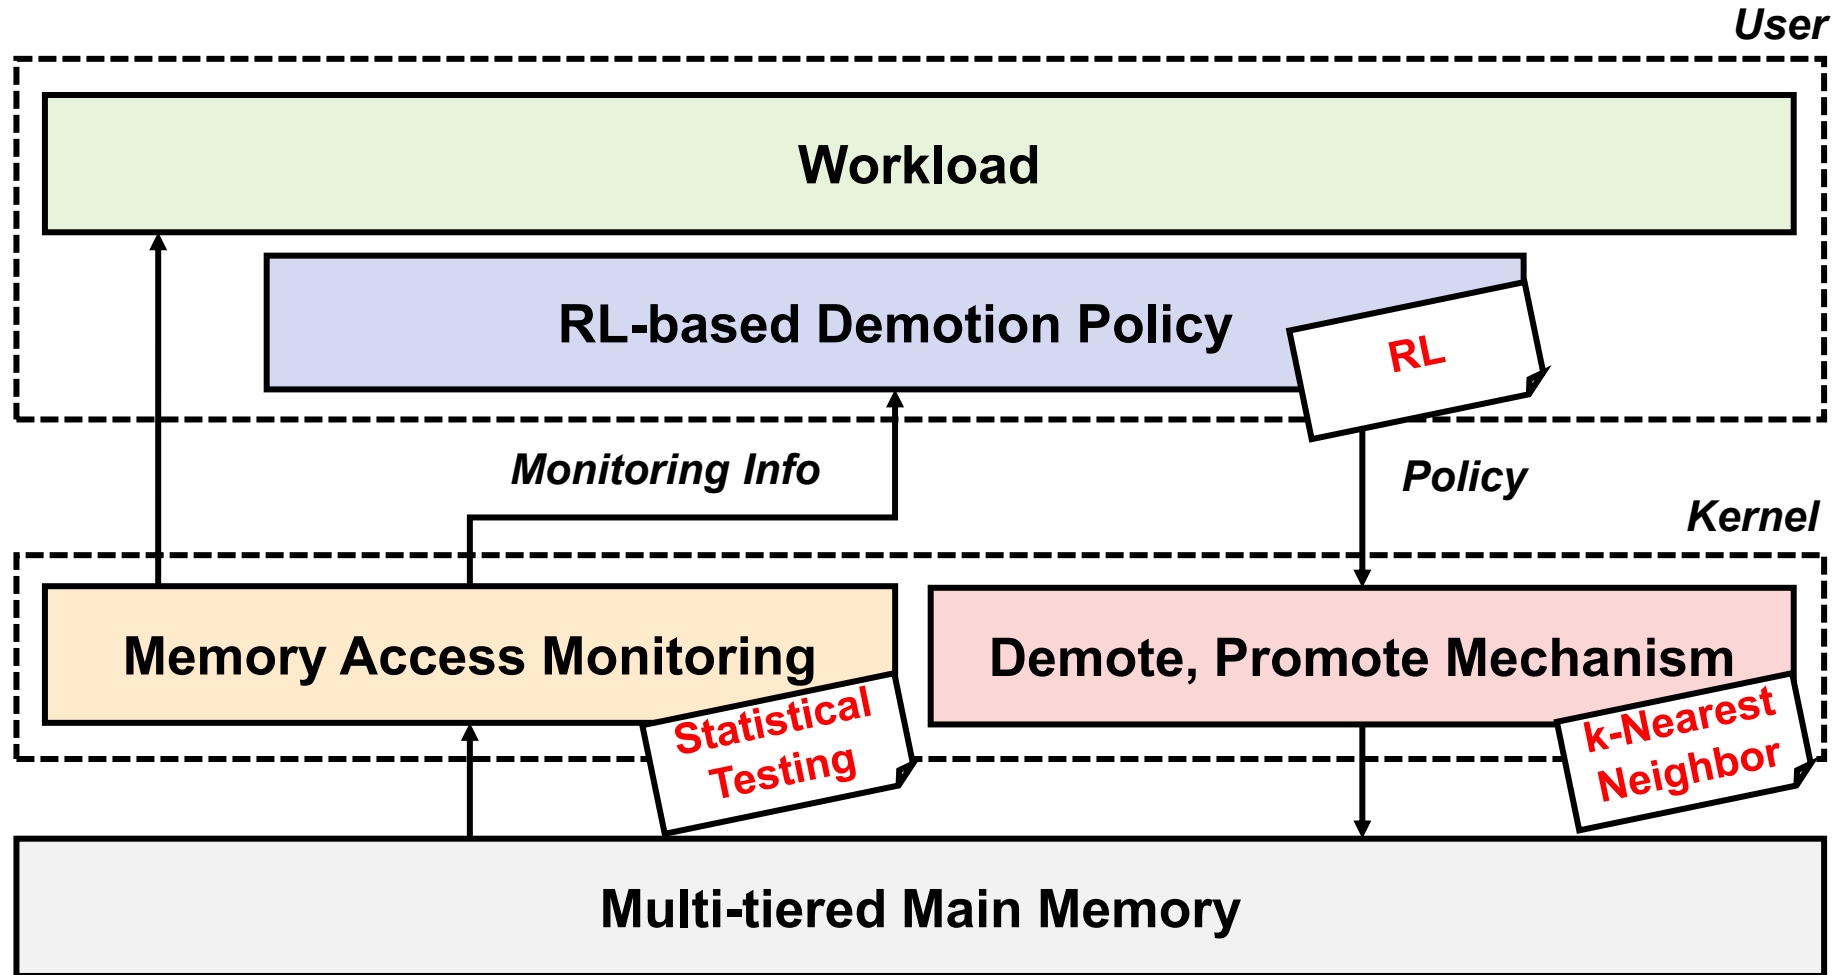 User
Workload
RL-based Demotion Policy
RL
Monitoring Info
Policy
Kernel
Memory Access Monitoring
Statistical
Testing
Demote, Promote Mechanism
k-Nearest
Neighbor
Multi-tiered Main Memory